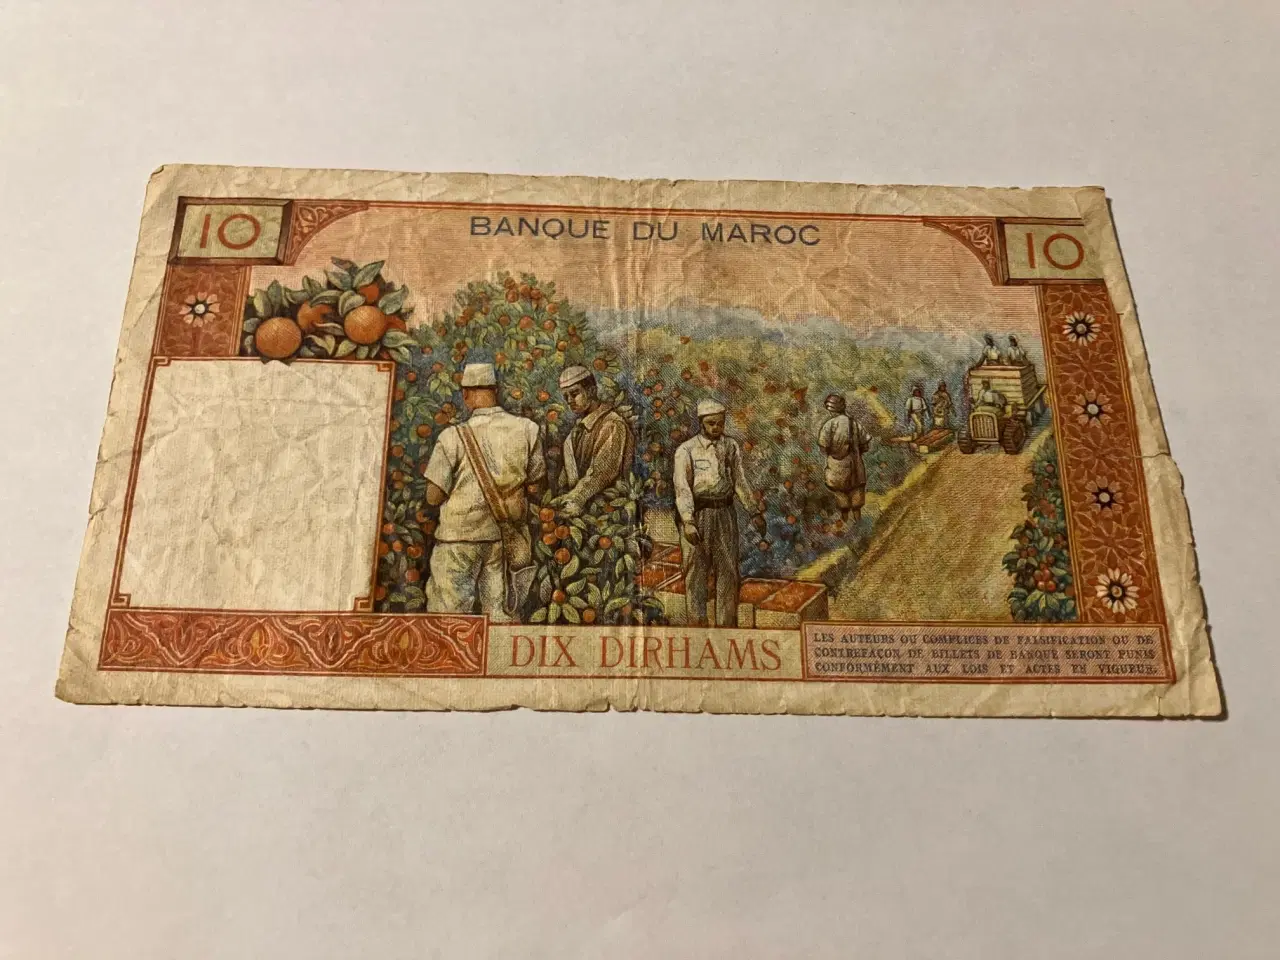 10
BANQUE DU MAROC
10
DIX DIRHAMS
LES AUTEURS OU COMPLICES DE FALSIFICATION OU DE
CONTREFAÇON DE BILLETS DE BANQUE SERONT PUNIS
CONFORMÉMENT AUX LOIS ET ACTES EN VIGUEUR.